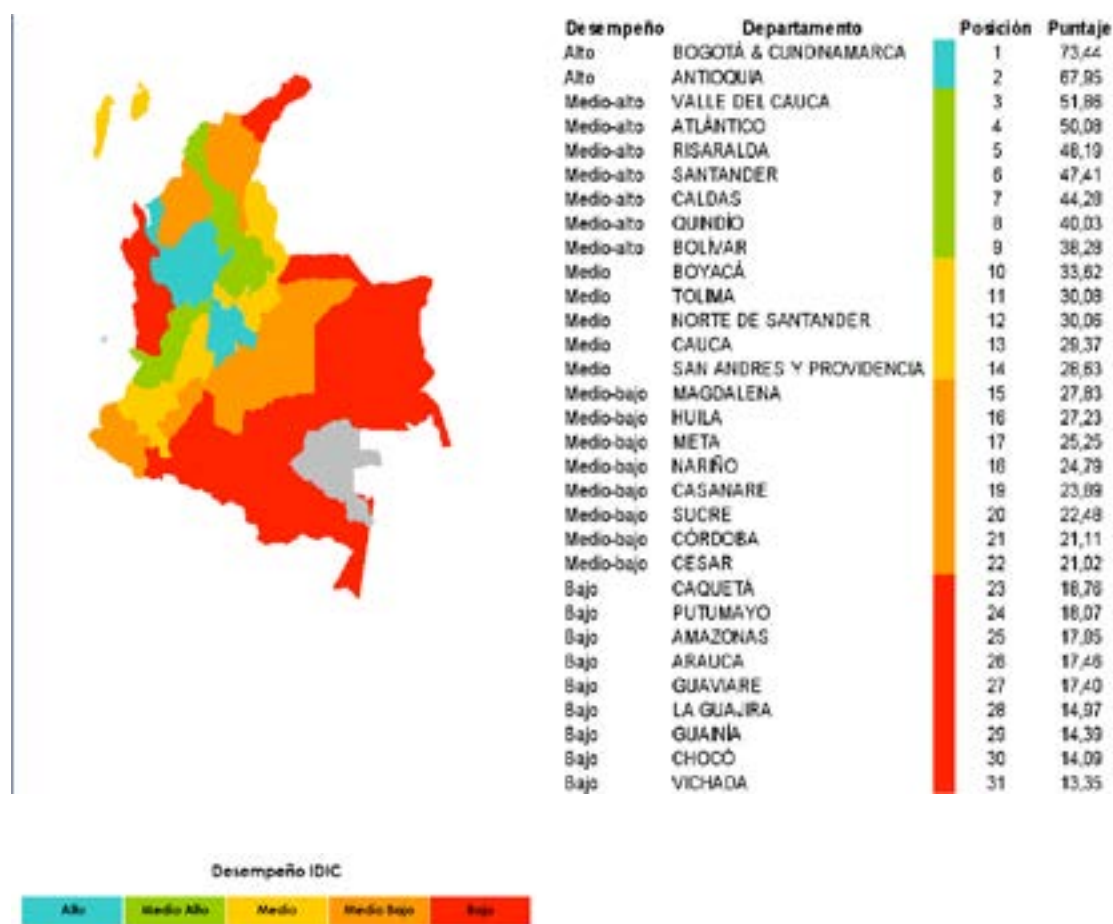 Desempeño Departamento Posición Puntaje
Alto BOGOTÁ & CUNDINAMARCA 1 73,44
Alto ANTIOQUIA 2 67,95
Medio-alto VALLE DEL CAUCA 3 51,86
Medio-alto ATLÁNTICO 4 50,08
Medio-alto RISARALDA 5 48,19
Medio-alto SANTANDER 6 47,41
Medio-alto CALDAS 7 44,28
Medio-alto QUINDÍO 8 40,03
Medio-alto BOLÍVAR 9 38,28
Medio BOYACÁ 10 33,62
Medio TOLIMA 11 30,08
Medio NORTE DE SANTANDER 12 30,06
Medio CAUCA 13 29,37
Medio SAN ANDRES Y PROVIDENCIA 14 28,63
Medio-bajo MAGDALENA 15 27,83
Medio-bajo HUILA 16 27,23
Medio-bajo META 17 25,25
Medio-bajo NARIÑO 18 24,79
Medio-bajo CASANARE 19 23,89
Medio-bajo SUCRE 20 22,48
Medio-bajo CÓRDOBA 21 21,11
Medio-bajo CESAR 22 21,02
Bajo CAQUETÁ 23 18,76
Bajo PUTUMAYO 24 18,07
Bajo AMAZONAS 25
Bajo ARAUCA 26 17,46
Bajo GUAVIARE 27 17,40
Bajo LA GUAJIRA 28 14,97
Bajo GUAINÍA 29 14,39
Bajo CHOCÓ 30 14,09
Bajo VICHADA 31 13,35
Desempeño IDIC
Alto Medio Alto Medio Medio Bajo Bajo